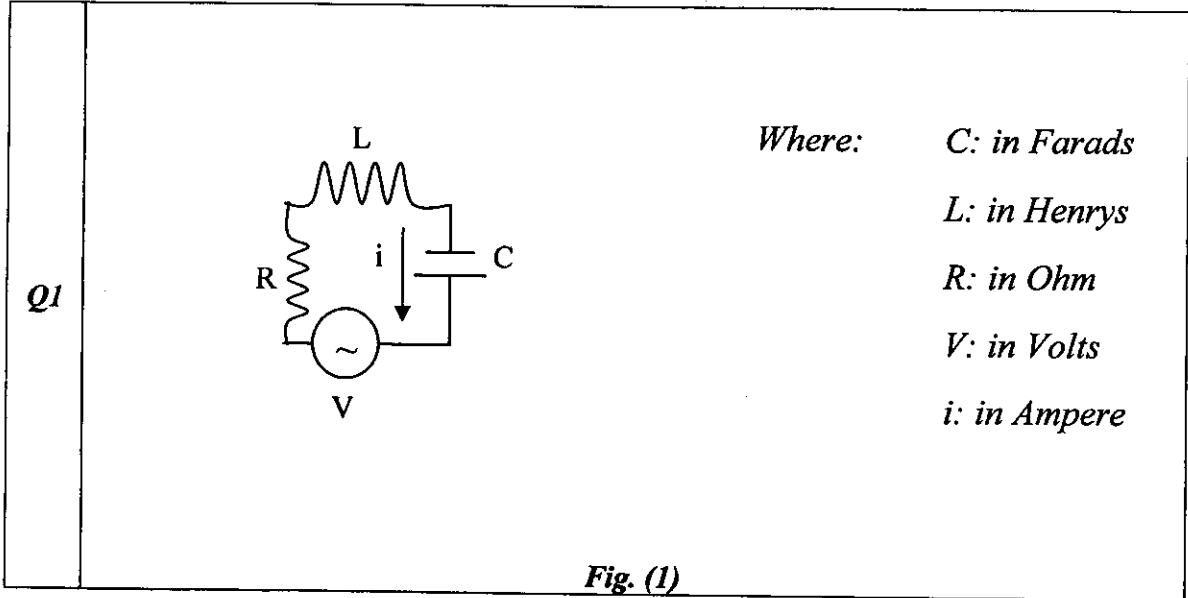 Q1
L
R
i
C
~
V
Where: C: in Farads
L: in Henrys
R: in Ohm
V: in Volts
i: in Ampere
Fig. (1)